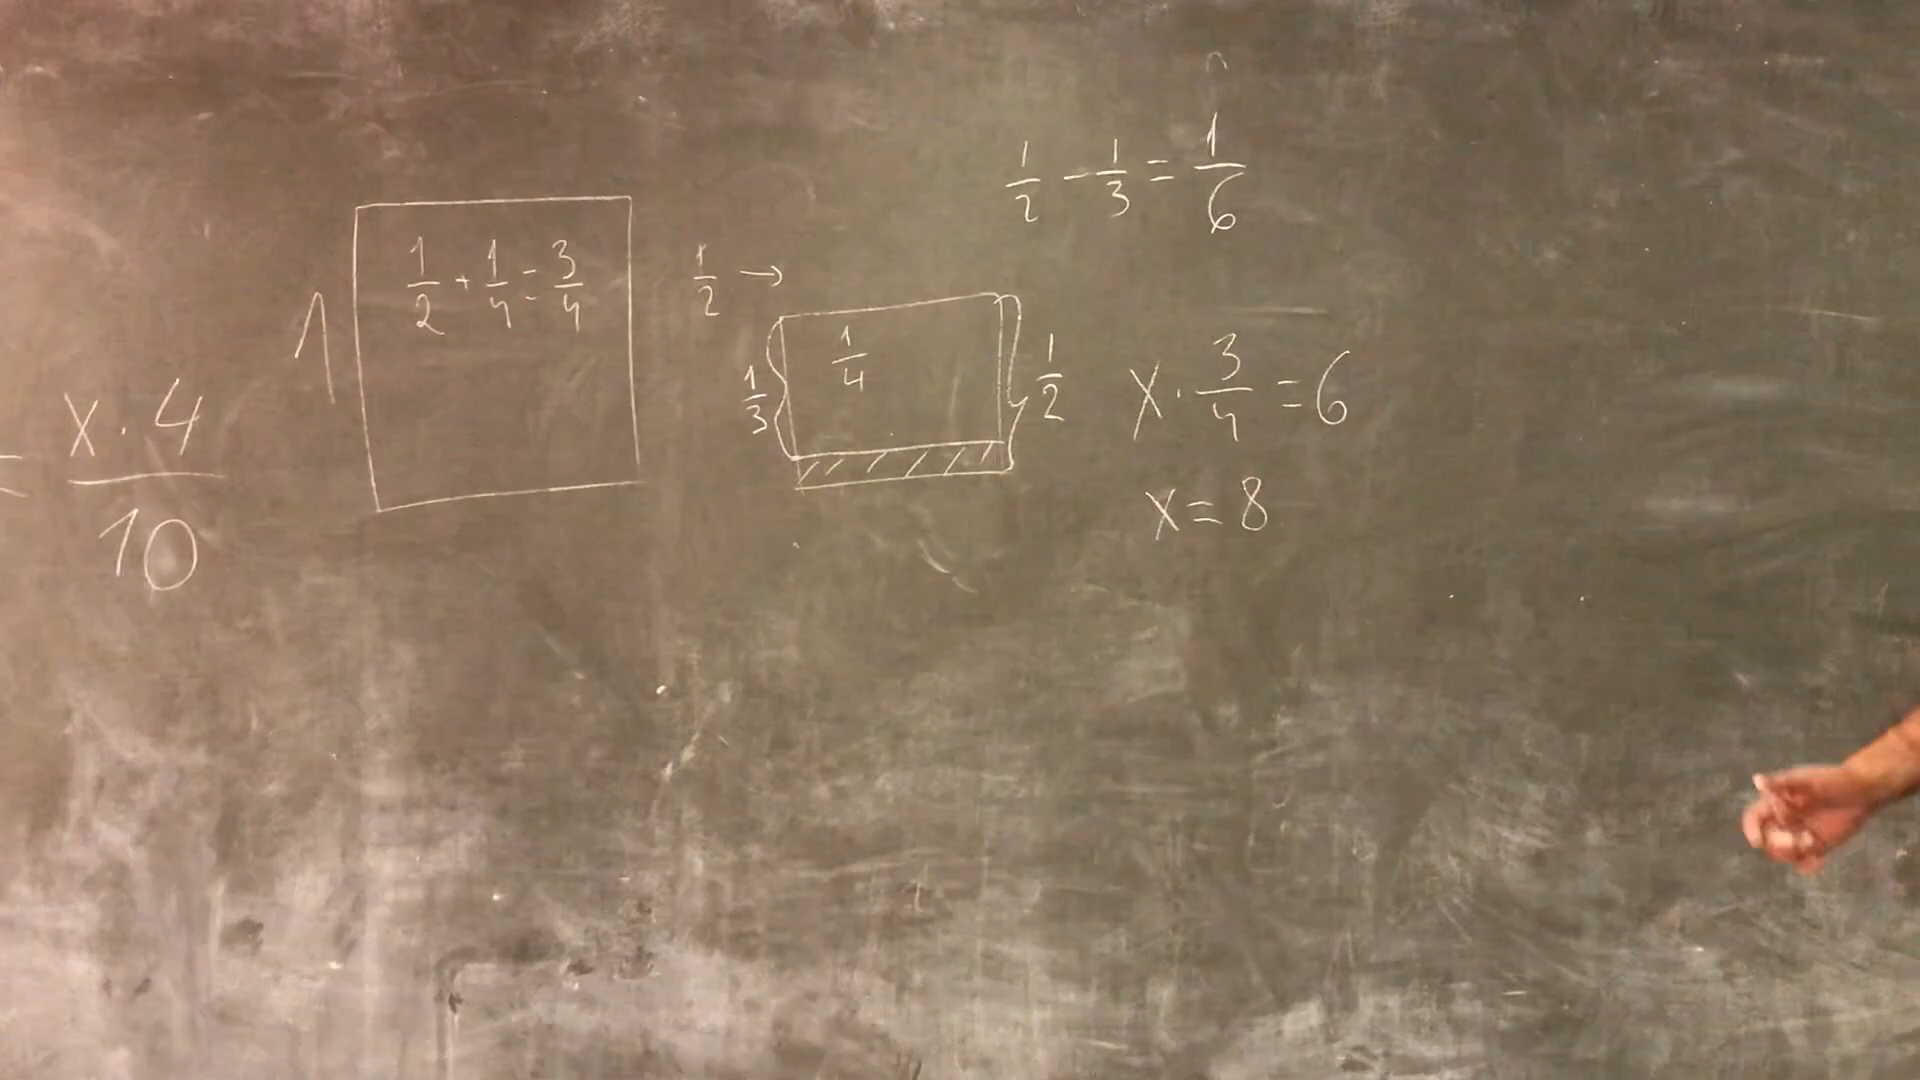 1/2 - 1/3 = 1/6
1/2 + 1/4 = 3/4
1/2 →
1
1/4
1/3
1/2
x · 3/4 = 6
= x · 4 / 10
x = 8